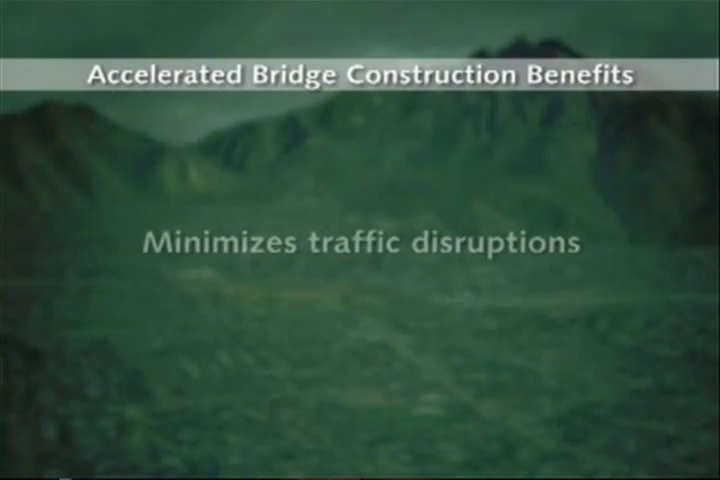 Accelerated Bridge Construction Benefits
Minimizes traffic disruptions